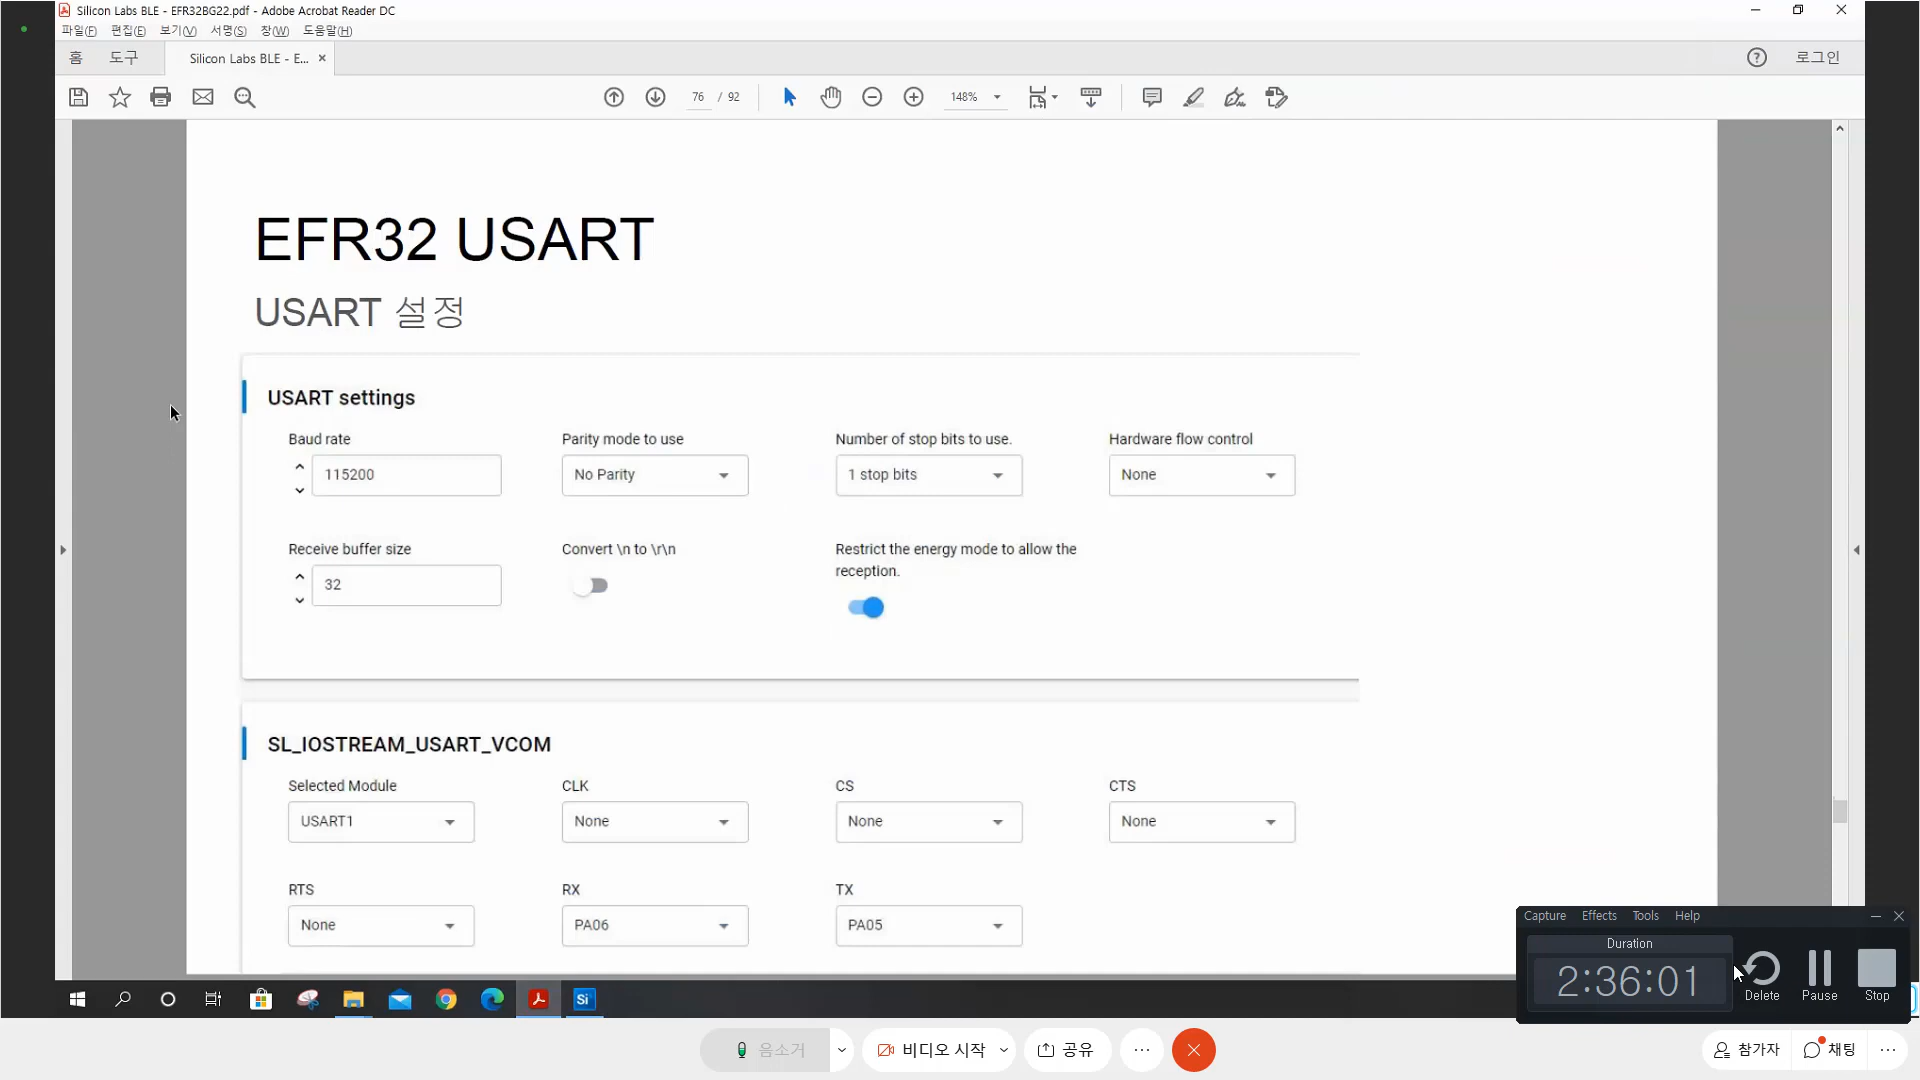 Silicon Labs BLE - EFR32BG22.pdf - Adobe Acrobat Reader DC
파일(F) 편집(E) 보기(V) 서명(S) 창(W) 도움말(H)
홈 도구 Silicon Labs BLE - E... × ? 로그인
76 / 92 148%
EFR32 USART
USART 설정
USART settings
Baud rate Parity mode to use Number of stop bits to use. Hardware flow control
115200 No Parity 1 stop bits None
Receive buffer size Convert \n to \r\n Restrict the energy mode to allow the
reception.
32
SL_IOSTREAM_USART_VCOM
Selected Module CLK CS CTS
USART1 None None None
RTS RX TX
None PA06 PA05
Capture Effects Tools Help
Duration
2:36:01
Delete Pause Stop
Si
음소거 비디오 시작 공유 참가자 채팅